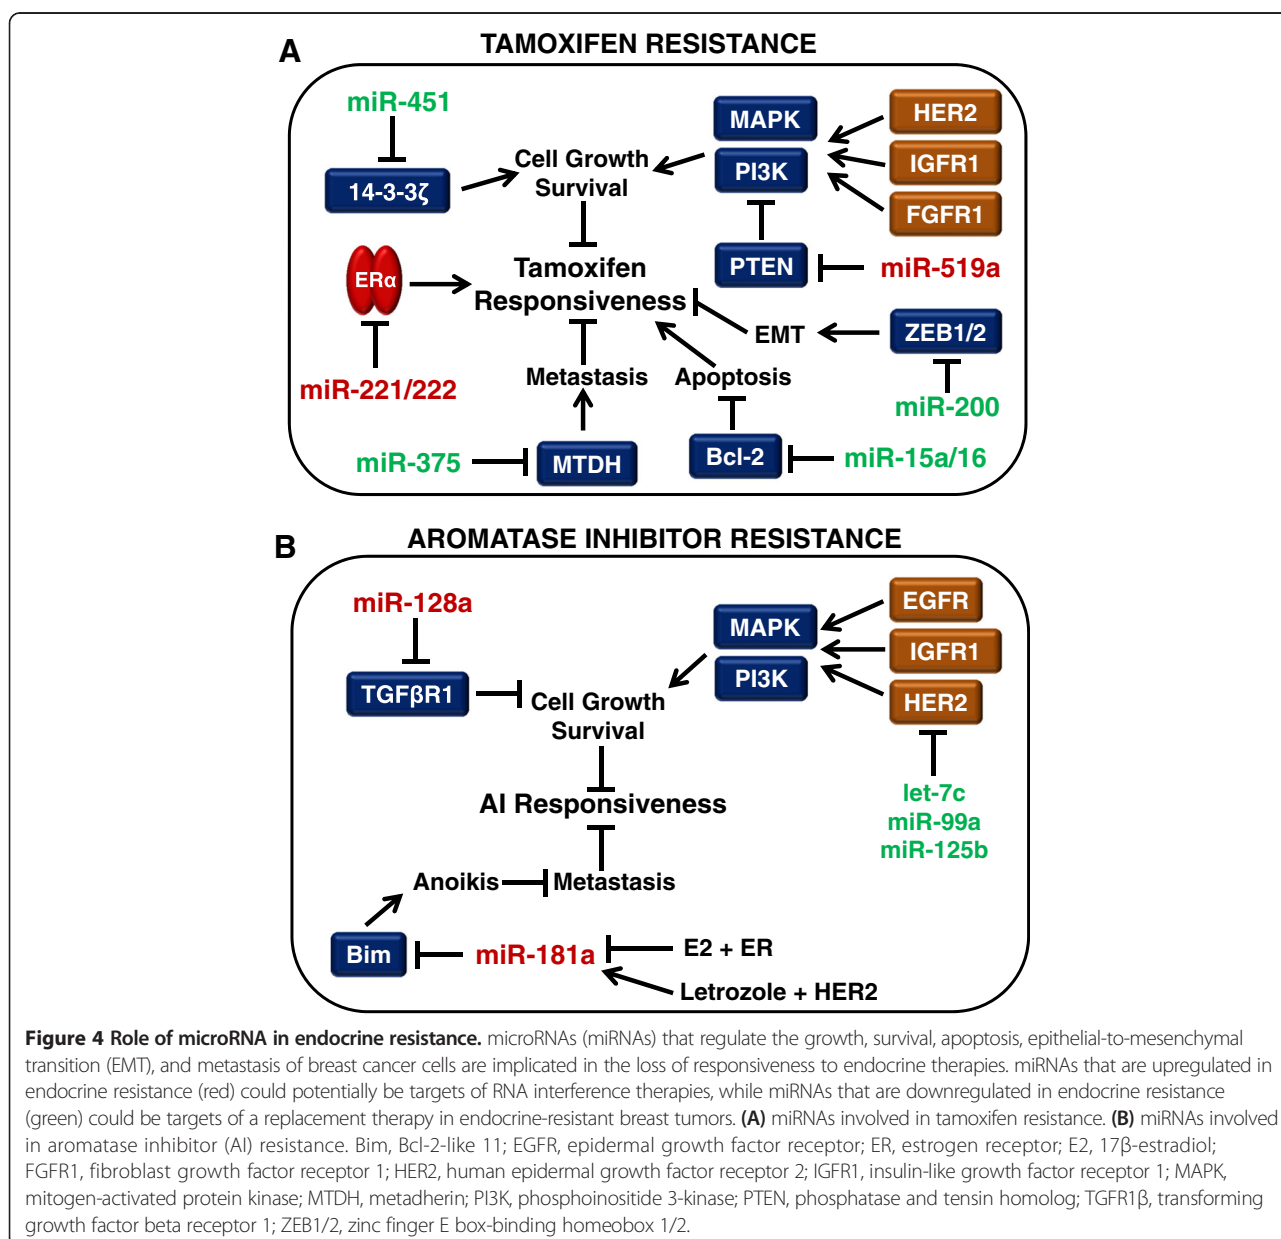 A
TAMOXIFEN RESISTANCE
miR-451
14-3-3ζ
Cell Growth
Survival
MAPK
PI3K
HER2
IGFR1
FGFR1
PTEN
miR-519a
ERα
Tamoxifen
Responsiveness
EMT
ZEB1/2
miR-221/222
Metastasis
Apoptosis
miR-200
miR-375
MTDH
Bcl-2
miR-15a/16
B
AROMATASE INHIBITOR RESISTANCE
miR-128a
TGFβR1
Cell Growth
Survival
MAPK
PI3K
EGFR
IGFR1
HER2
AI Responsiveness
let-7c
miR-99a
miR-125b
Anoikis
Metastasis
Bim
miR-181a
E2 + ER
Letrozole + HER2
Figure 4 Role of microRNA in endocrine resistance. microRNAs (miRNAs) that regulate the growth, survival, apoptosis, epithelial-to-mesenchymal
transition (EMT), and metastasis of breast cancer cells are implicated in the loss of responsiveness to endocrine therapies. miRNAs that are upregulated in
endocrine resistance (red) could potentially be targets of RNA interference therapies, while miRNAs that are downregulated in endocrine resistance
(green) could be targets of a replacement therapy in endocrine-resistant breast tumors. (A) miRNAs involved in tamoxifen resistance. (B) miRNAs involved
in aromatase inhibitor (AI) resistance. Bim, Bcl-2-like 11; EGFR, epidermal growth factor receptor; ER, estrogen receptor; E2, 17β-estradiol;
FGFR1, fibroblast growth factor receptor 1; HER2, human epidermal growth factor receptor 2; IGFR1, insulin-like growth factor receptor 1; MAPK,
mitogen-activated protein kinase; MTDH, metadherin; PI3K, phosphoinositide 3-kinase; PTEN, phosphatase and tensin homolog; TGFR1β, transforming
growth factor beta receptor 1; ZEB1/2, zinc finger E box-binding homeobox 1/2.